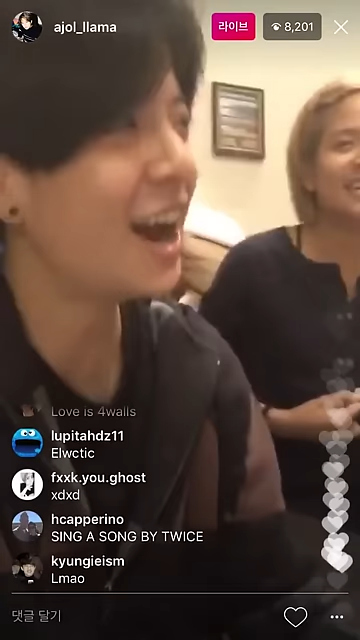 ajol_llama
라이브
8,201
Love is 4walls
lupitahdz11
Elwctic
fxxk.you.ghost
xdxd
hcapperino
SING A SONG BY TWICE
kyungieism
Lmao
댓글 달기